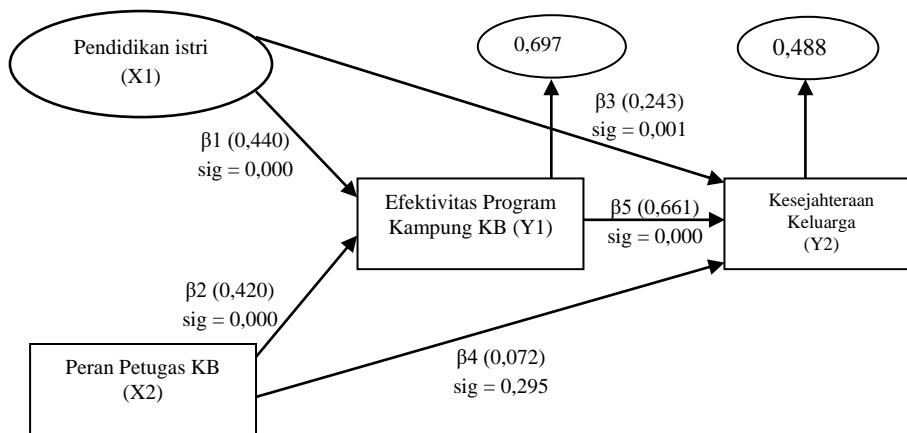 Pendidikan istri
(X1)
0,697
0,488
β3 (0,243)
sig = 0,001
β1 (0,440)
sig = 0,000
Efektivitas Program
Kampung KB (Y1)
β5 (0,661)
sig = 0,000
Kesejahteraan
Keluarga
(Y2)
β2 (0,420)
sig = 0,000
Peran Petugas KB
(X2)
β4 (0,072)
sig = 0,295